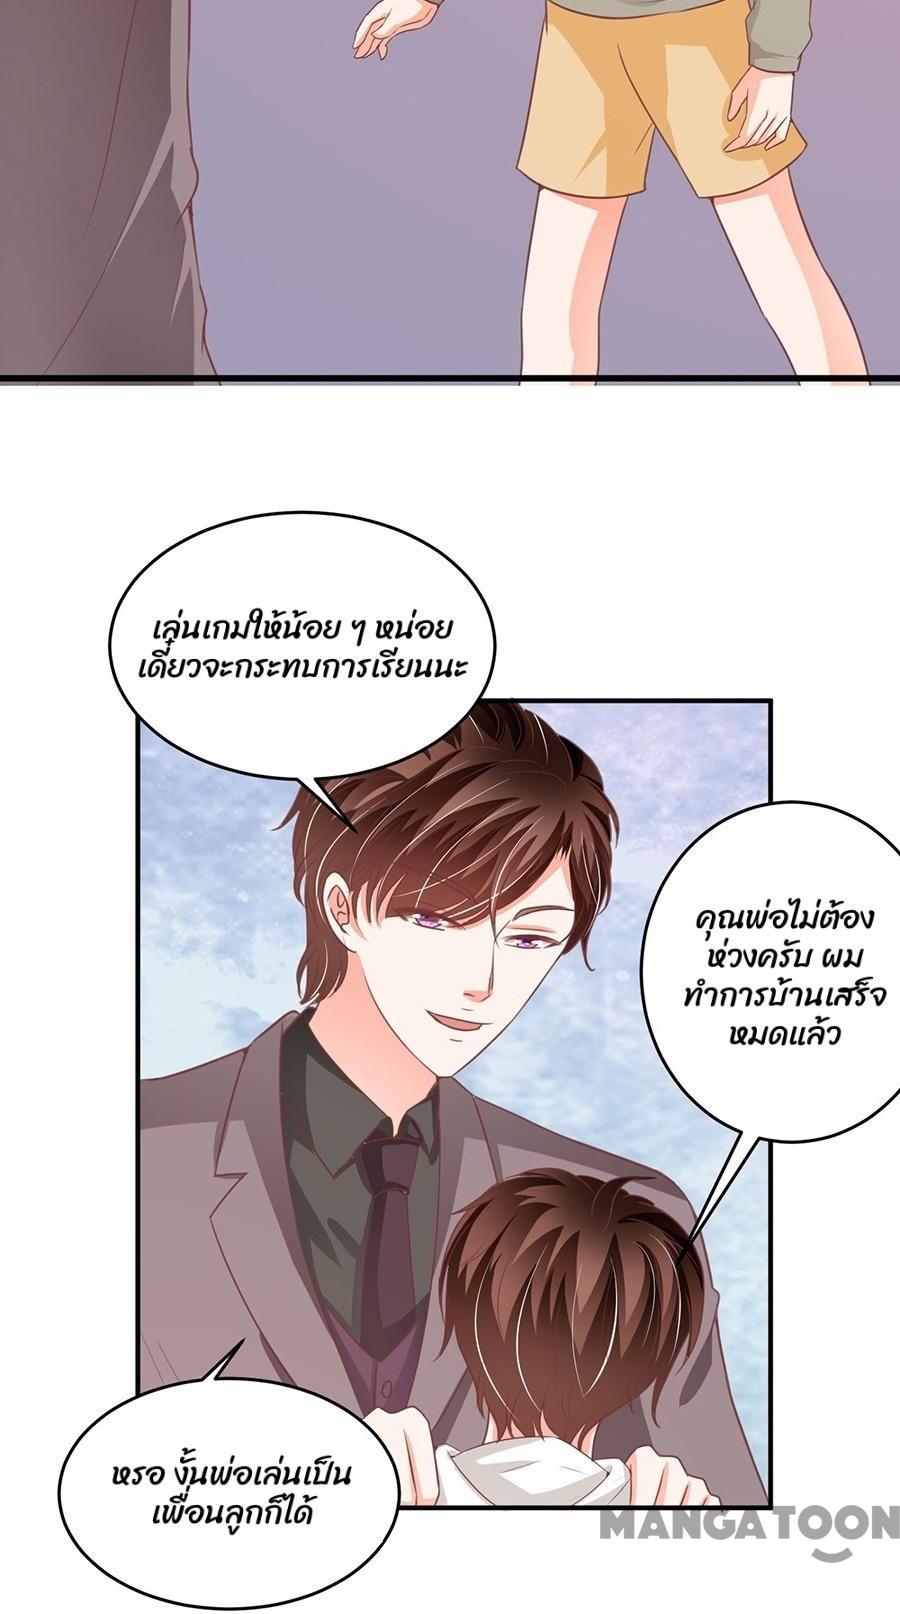 เล่นเกมให้น้อย ๆ หน่อย
เดี๋ยวจะกระทบการเรียนนะ
คุณพ่อไม่ต้อง
ห่วงครับ ผม
ทำการบ้านเสร็จ
หมดแล้ว
หรอ งั้นพ่อเล่นเป็น
เพื่อนลูกก็ได้
MANGATOON